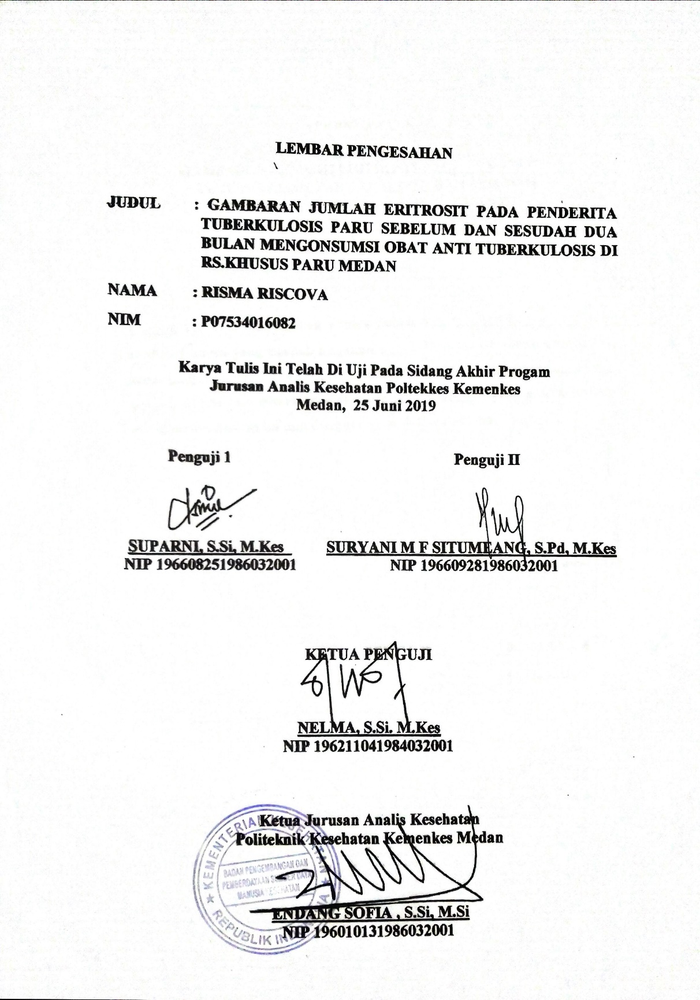 LEMBAR PENGESAHAN
JUDUL : GAMBARAN JUMLAH ERITROSIT PADA PENDERITA
TUBERKULOSIS PARU SEBELUM DAN SESUDAH DUA
BULAN MENGONSUMSI OBAT ANTI TUBERKULOSIS DI
RS.KHUSUS PARU MEDAN
NAMA : RISMA RISCOVA
NIM : P07534016082
Karya Tulis Ini Telah Di Uji Pada Sidang Akhir Progam
Jurusan Analis Kesehatan Poltekkes Kemenkes
Medan, 25 Juni 2019
Penguji 1
SUPARNI, S.Si, M.Kes
NIP 196608251986032001
Penguji II
SURYANI M F SITUMEANG, S.Pd, M.Kes
NIP 196609281986032001
KETUA PENGUJI
NELMA, S.Si. M.Kes
NIP 196211041984032001
Ketua Jurusan Analis Kesehatan
Politeknik Kesehatan Kemenkes Medan
ENDANG SOFIA , S.Si, M.Si
NIP 196010131986032001
KEMENTERIAN KESEHATAN
BADAN PENGEMBANGAN DAN
PEMBERDAYAAN SUMBER DAYA
MANUSIA KESEHATAN
REPUBLIK INDONESIA